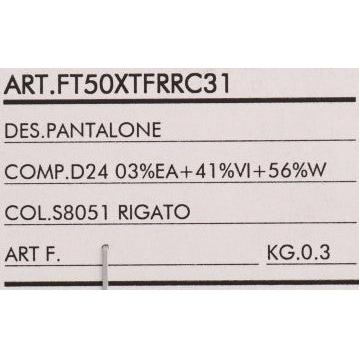 ART.FT50XTFRRC31
DES.PANTALONE
COMP.D24 03%EA+41%VI+56%W
COL.S8051 RIGATO
ART F. KG.0.3